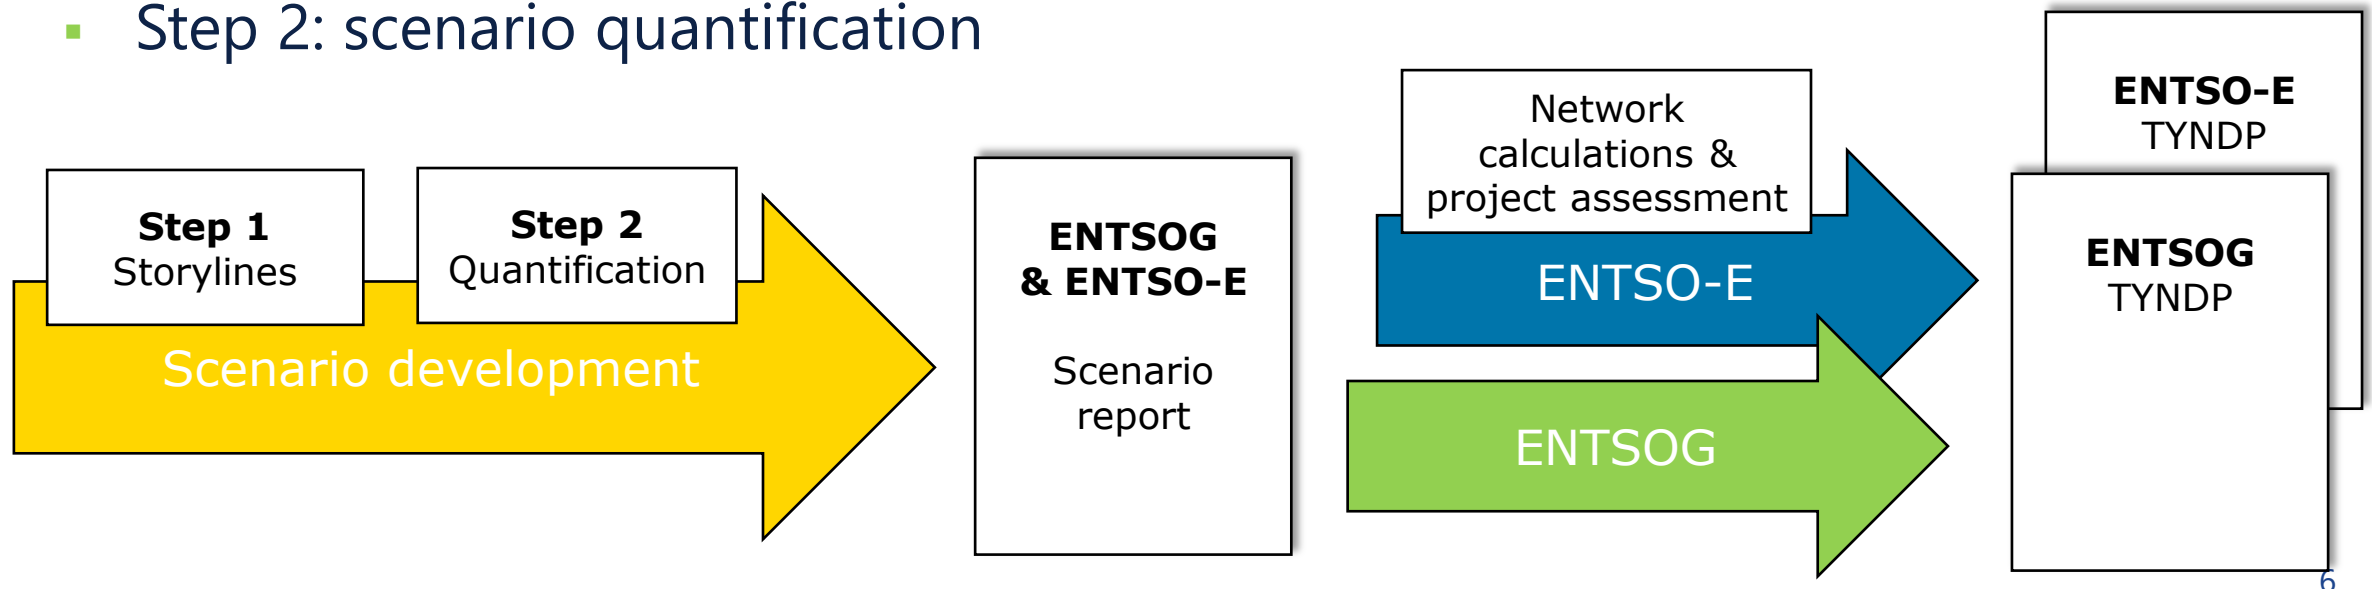 ▪ Step 2: scenario quantification
Step 1
Storylines
Step 2
Quantification
Scenario development
ENTSOG
& ENTSO-E
Scenario
report
Network
calculations &
project assessment
ENTSO-E
ENTSOG
ENTSO-E
TYNDP
ENTSOG
TYNDP
6